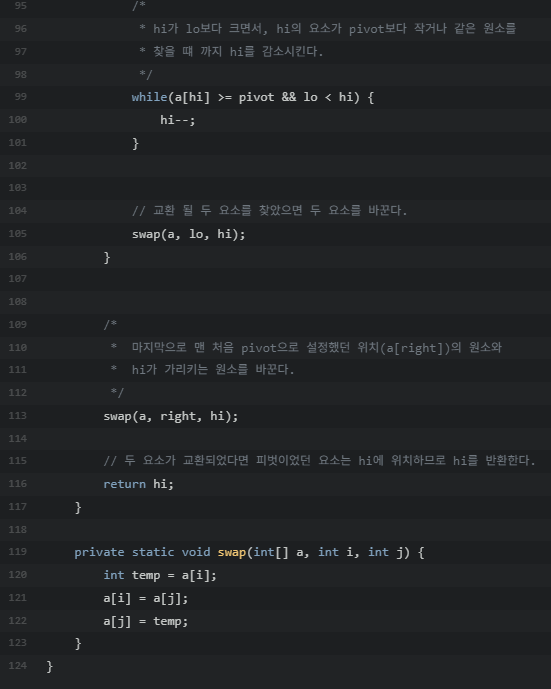 95 /*
96 * hi가 lo보다 크면서, hi의 요소가 pivot보다 작거나 같은 원소를
97 * 찾을 때 까지 hi를 감소시킨다.
98 */
99 while(a[hi] >= pivot && lo < hi) {
100 hi--;
101 }
102
103
104 // 교환 될 두 요소를 찾았으면 두 요소를 바꾼다.
105 swap(a, lo, hi);
106 }
107
108
109 /*
110 * 마지막으로 맨 처음 pivot으로 설정했던 위치(a[right])의 원소와
111 * hi가 가리키는 원소를 바꾼다.
112 */
113 swap(a, right, hi);
114
115 // 두 요소가 교환되었다면 피벗이었던 요소는 hi에 위치하므로 hi를 반환한다.
116 return hi;
117 }
118
119 private static void swap(int[] a, int i, int j) {
120 int temp = a[i];
121 a[i] = a[j];
122 a[j] = temp;
123 }
124 }